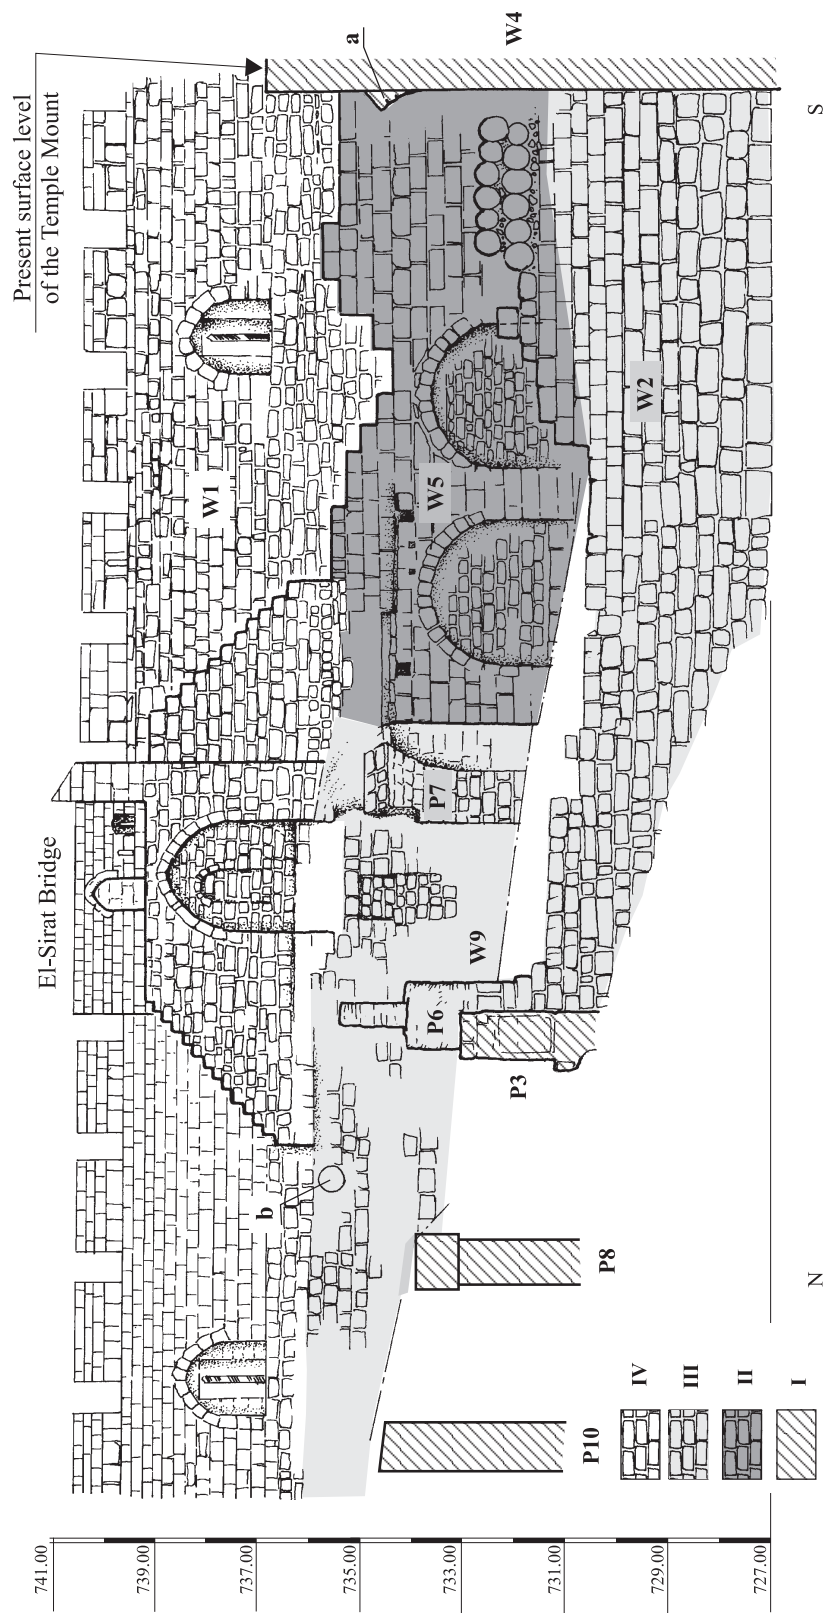 Present surface level
of the Temple Mount
El-Sirat Bridge
a
W4
W1
W5
W2
P7
W9
P6
P3
b
P8
P10
S
N
IV
III
II
I
741.00
739.00
737.00
735.00
733.00
731.00
729.00
727.00